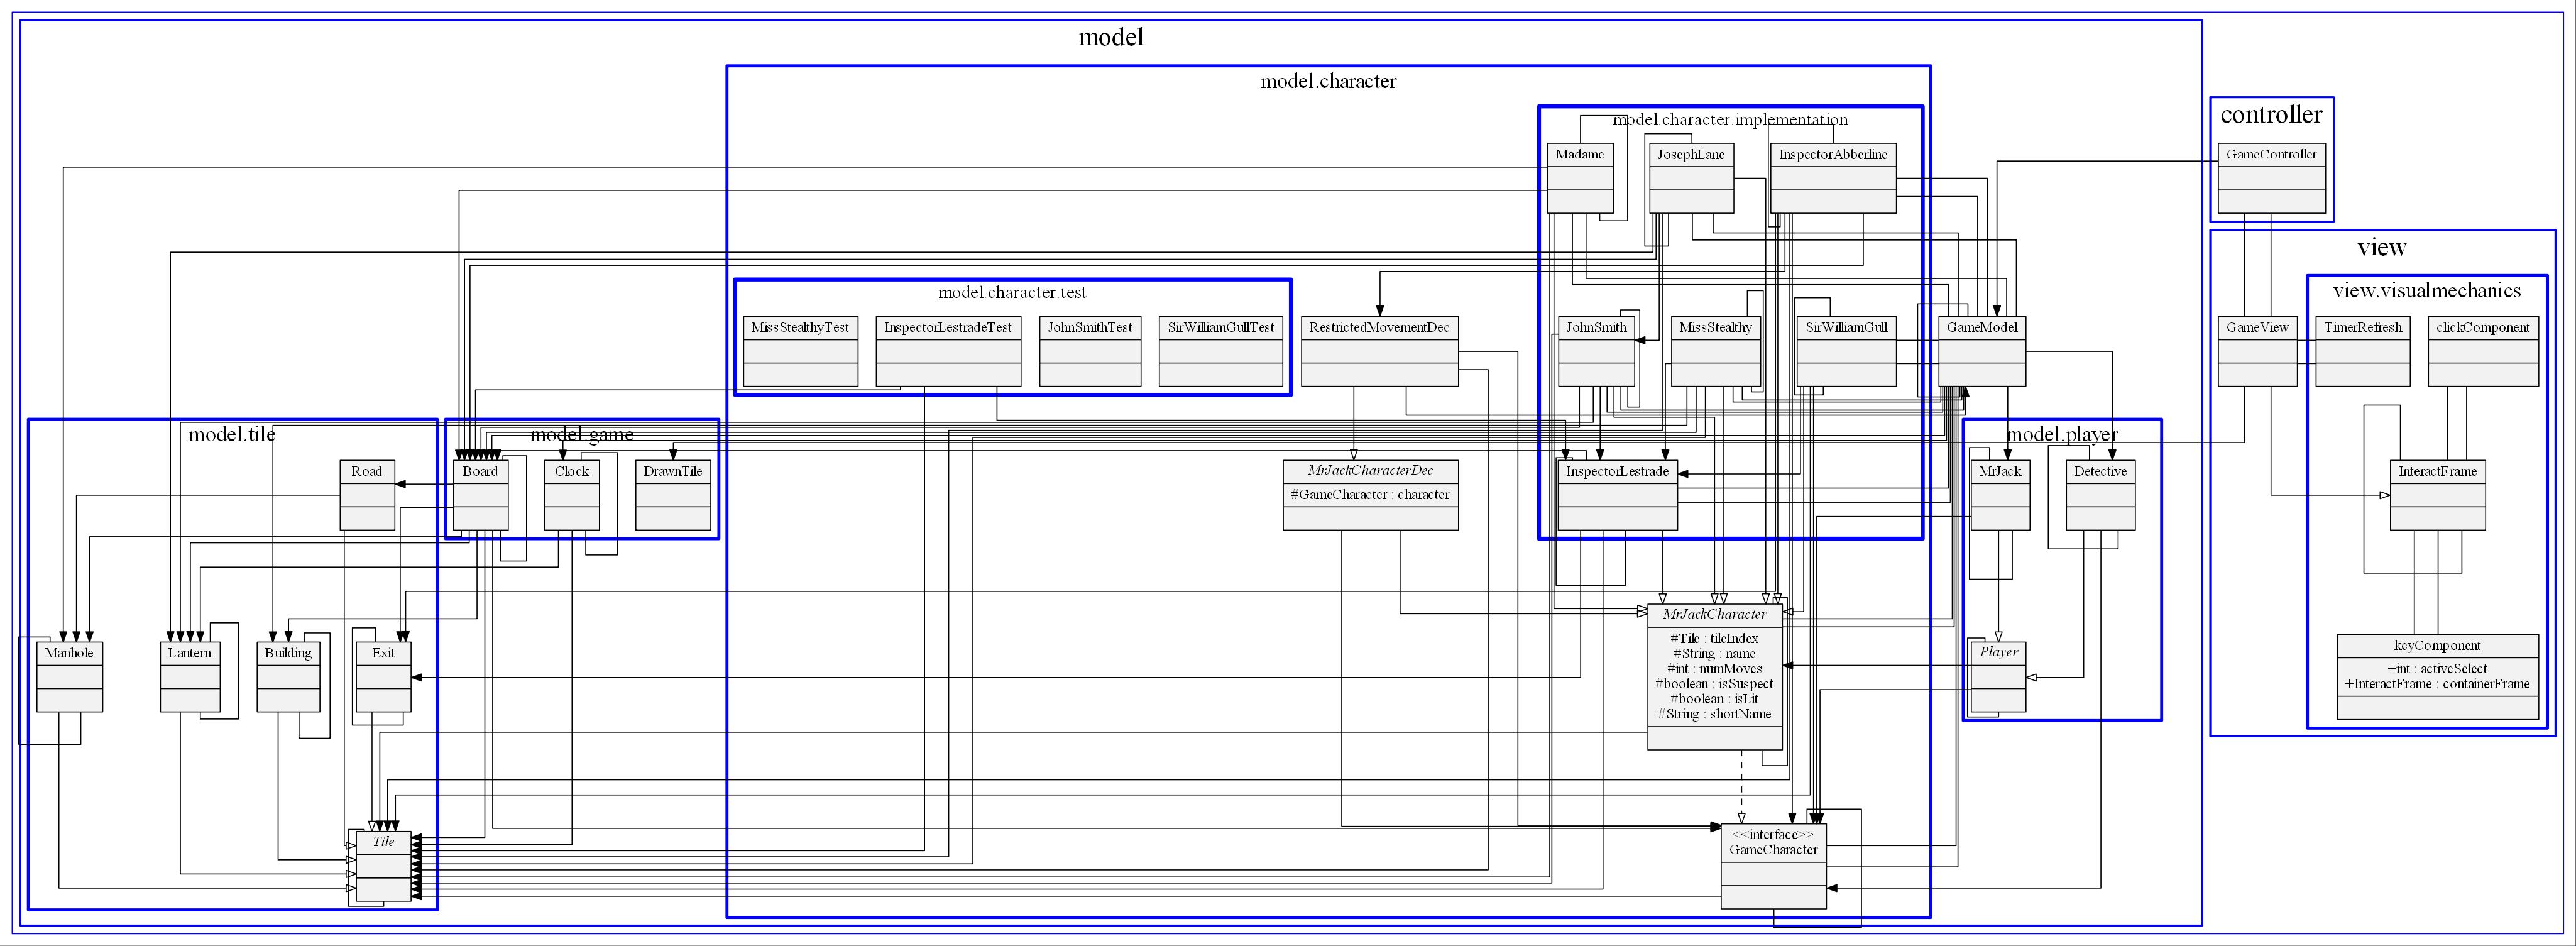 model
model.character
controller
model.character.implementation
Madame
JosephLane
InspectorAbberline
GameController
view
model.character.test
view.visualmechanics
MissStealthyTest
InspectorLestradeTest
JohnSmithTest
SirWilliamGullTest
RestrictedMovementDec
JohnSmith
MissStealthy
SirWilliamGull
GameModel
GameView
TimerRefresh
clickComponent
model.tile
model.game
model.player
Road
Board
Clock
DrawnTile
MrJackCharacterDec
#GameCharacter : character
InspectorLestrade
MrJack
Detective
InteractFrame
Manhole
Lantern
Building
Exit
MrJackCharacter
#Tile : tileIndex
#String : name
#int : numMoves
#boolean : isSuspect
#boolean : isLit
#String : shortName
Player
keyComponent
+int : activeSelect
+InteractFrame : containerFrame
Tile
<<interface>>
GameCharacter